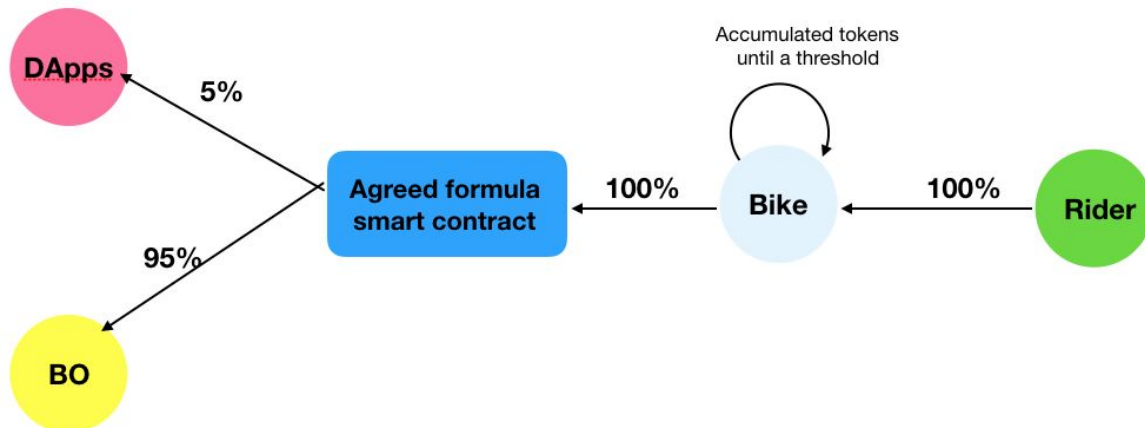 DApps
5%
Accumulated tokens
until a threshold
Agreed formula
smart contract
100%
Bike
100%
Rider
95%
BO